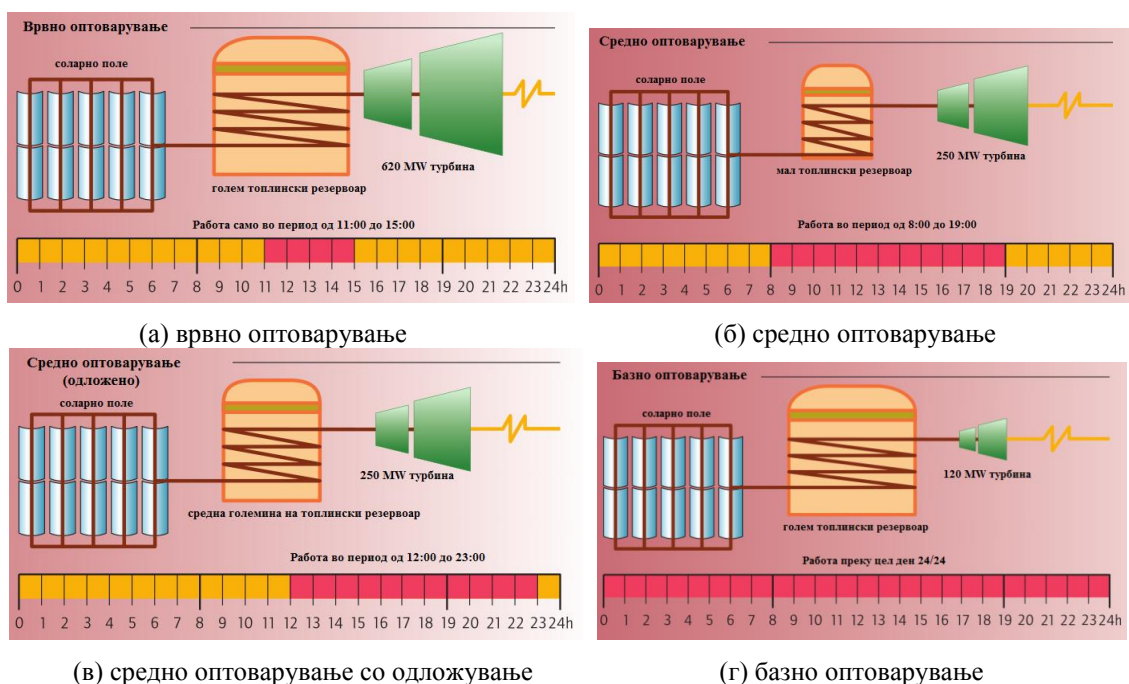 Врвно оптоварување
соларно поле
620 MW турбина
голем топлински резервоар
Работа само во период од 11:00 до 15:00
0 1 2 3 4 5 6 7 8 9 10 11 12 13 14 15 16 17 18 19 20 21 22 23 24h
(а) врвно оптоварување
Средно оптоварување
соларно поле
250 MW турбина
мал топлински резервоар
Работа во период од 8:00 до 19:00
0 1 2 3 4 5 6 7 8 9 10 11 12 13 14 15 16 17 18 19 20 21 22 23 24h
(б) средно оптоварување
Средно оптоварување
(одложено)
соларно поле
250 MW турбина
средна големина на топлински резервоар
Работа во период од 12:00 до 23:00
0 1 2 3 4 5 6 7 8 9 10 11 12 13 14 15 16 17 18 19 20 21 22 23 24h
(в) средно оптоварување со одложување
Базно оптоварување
соларно поле
120 MW турбина
голем топлински резервоар
Работа преку цел ден 24/24
0 1 2 3 4 5 6 7 8 9 10 11 12 13 14 15 16 17 18 19 20 21 22 23 24h
(г) базно оптоварување